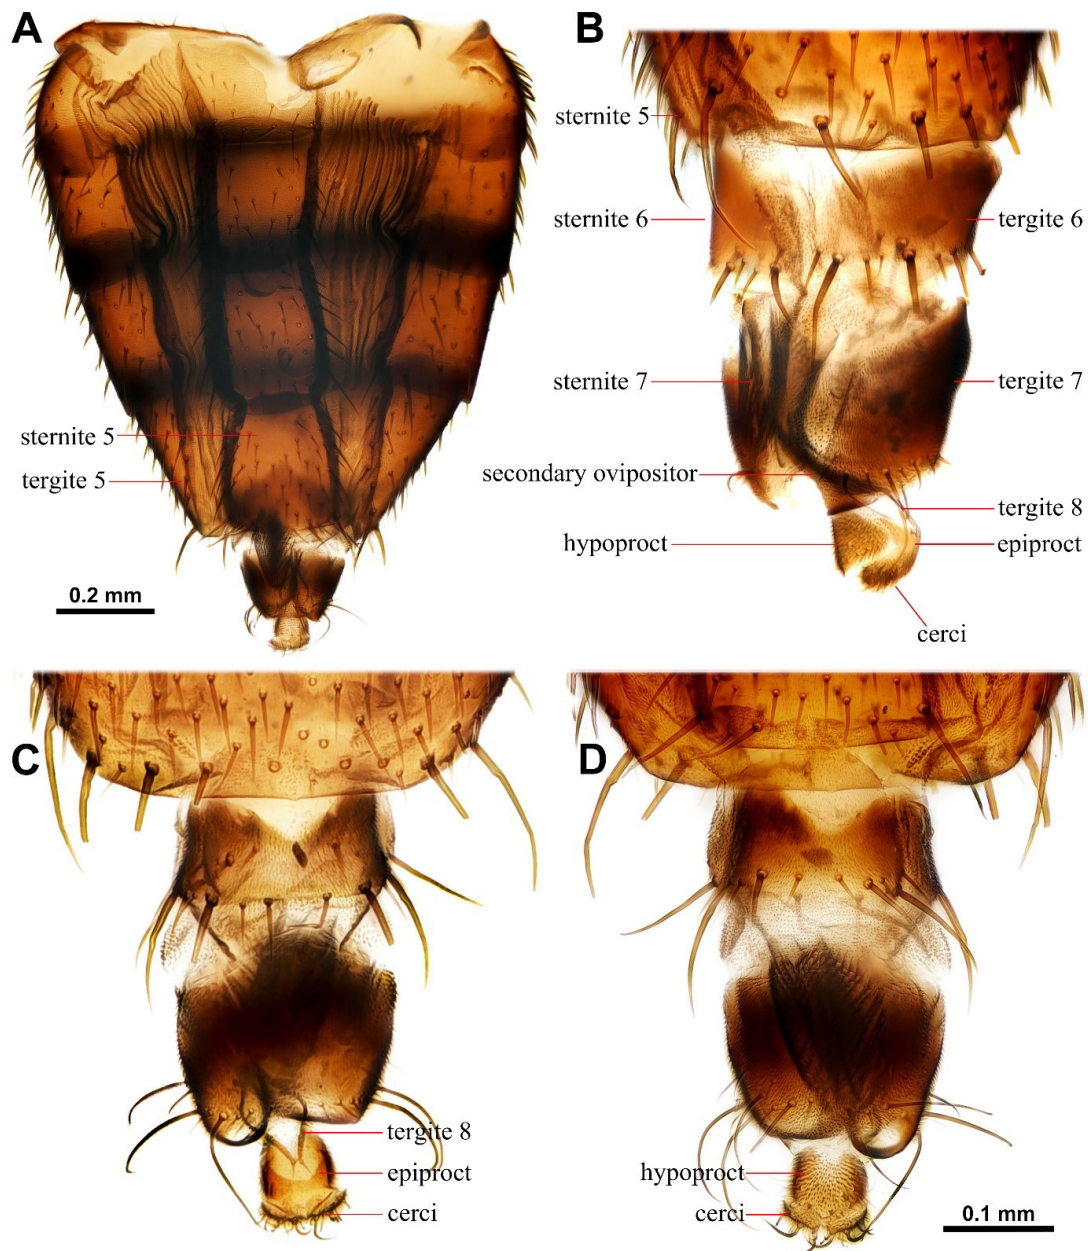 A
sternite 5
tergite 5
0.2 mm
B
sternite 5
sternite 6
tergite 6
sternite 7
tergite 7
secondary ovipositor
tergite 8
hypoproct
epiproct
cerci
C
tergite 8
epiproct
cerci
D
hypoproct
cerci
0.1 mm